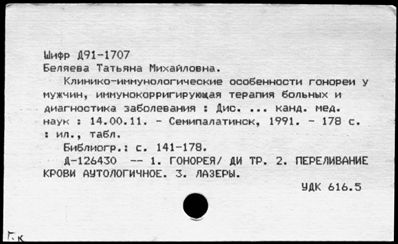 Шифр Д91-1707
Беляева Татьяна Михайловна.
Клинико-иммунологические особенности гонореи у
мужчин, иммунокорригирующая терапия больных и
диагностика заболевания : Дис. ... канд. мед.
наук : 14.00.11. - Семипалатинск, 1991. - 178 с.
: ил., табл.
Библиогр.: с. 141-178.
Д-126430 -- 1. ГОНОРЕЯ/ ДИ ТР. 2. ПЕРЕЛИВАНИЕ
КРОВИ АУТОЛОГИЧНОЕ. 3. ЛАЗЕРЫ.
УДК 616.5
Г.к